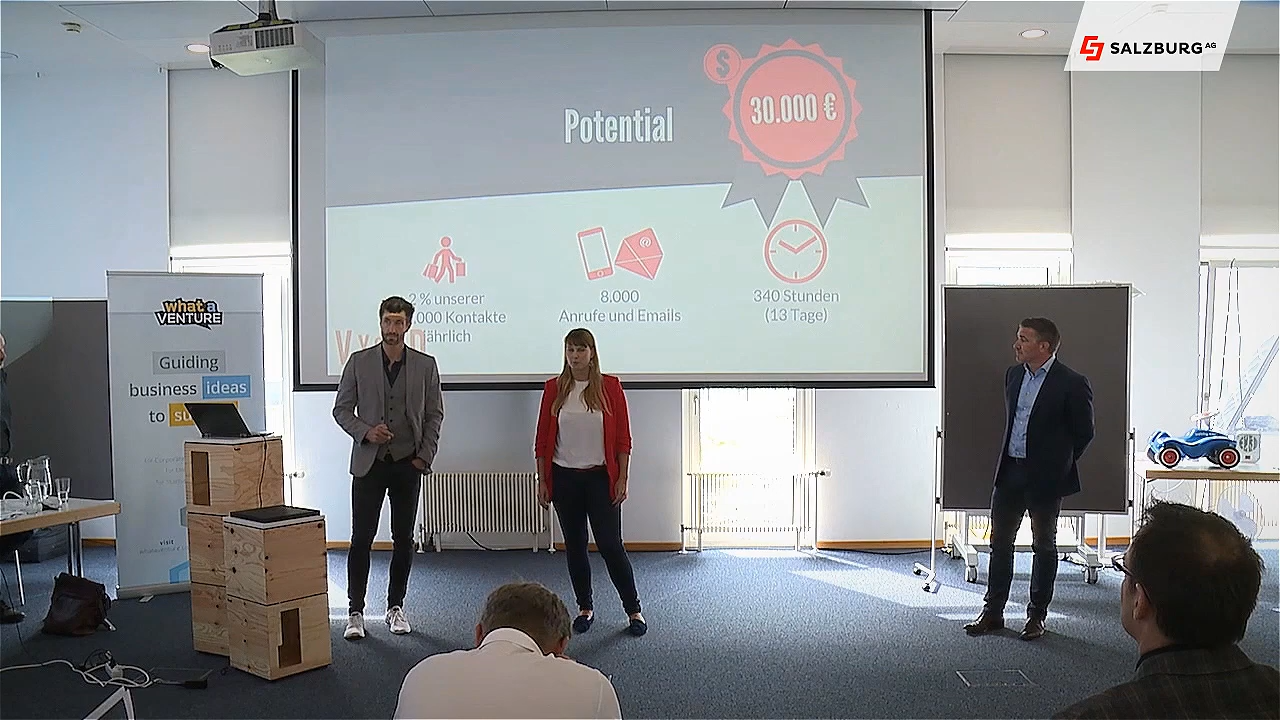 SALZBURG AG
$
30.000 €
Potential
2 % unserer
000 Kontakte
jährlich
8.000
Anrufe und Emails
340 Stunden
(13 Tage)
what a
VENTURE
Guiding
business ideas
to
visit